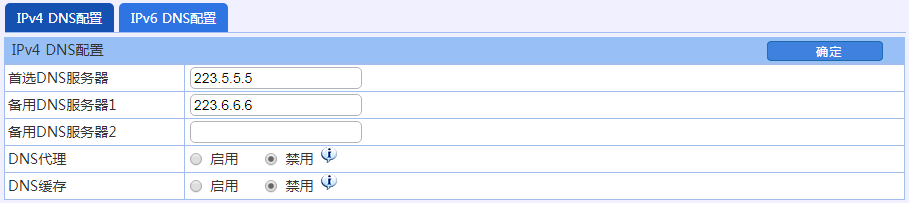 IPv4 DNS配置 IPv6 DNS配置
IPv4 DNS配置 确定
首选DNS服务器 223.5.5.5
备用DNS服务器1 223.6.6.6
备用DNS服务器2
DNS代理 启用 禁用
DNS缓存 启用 禁用